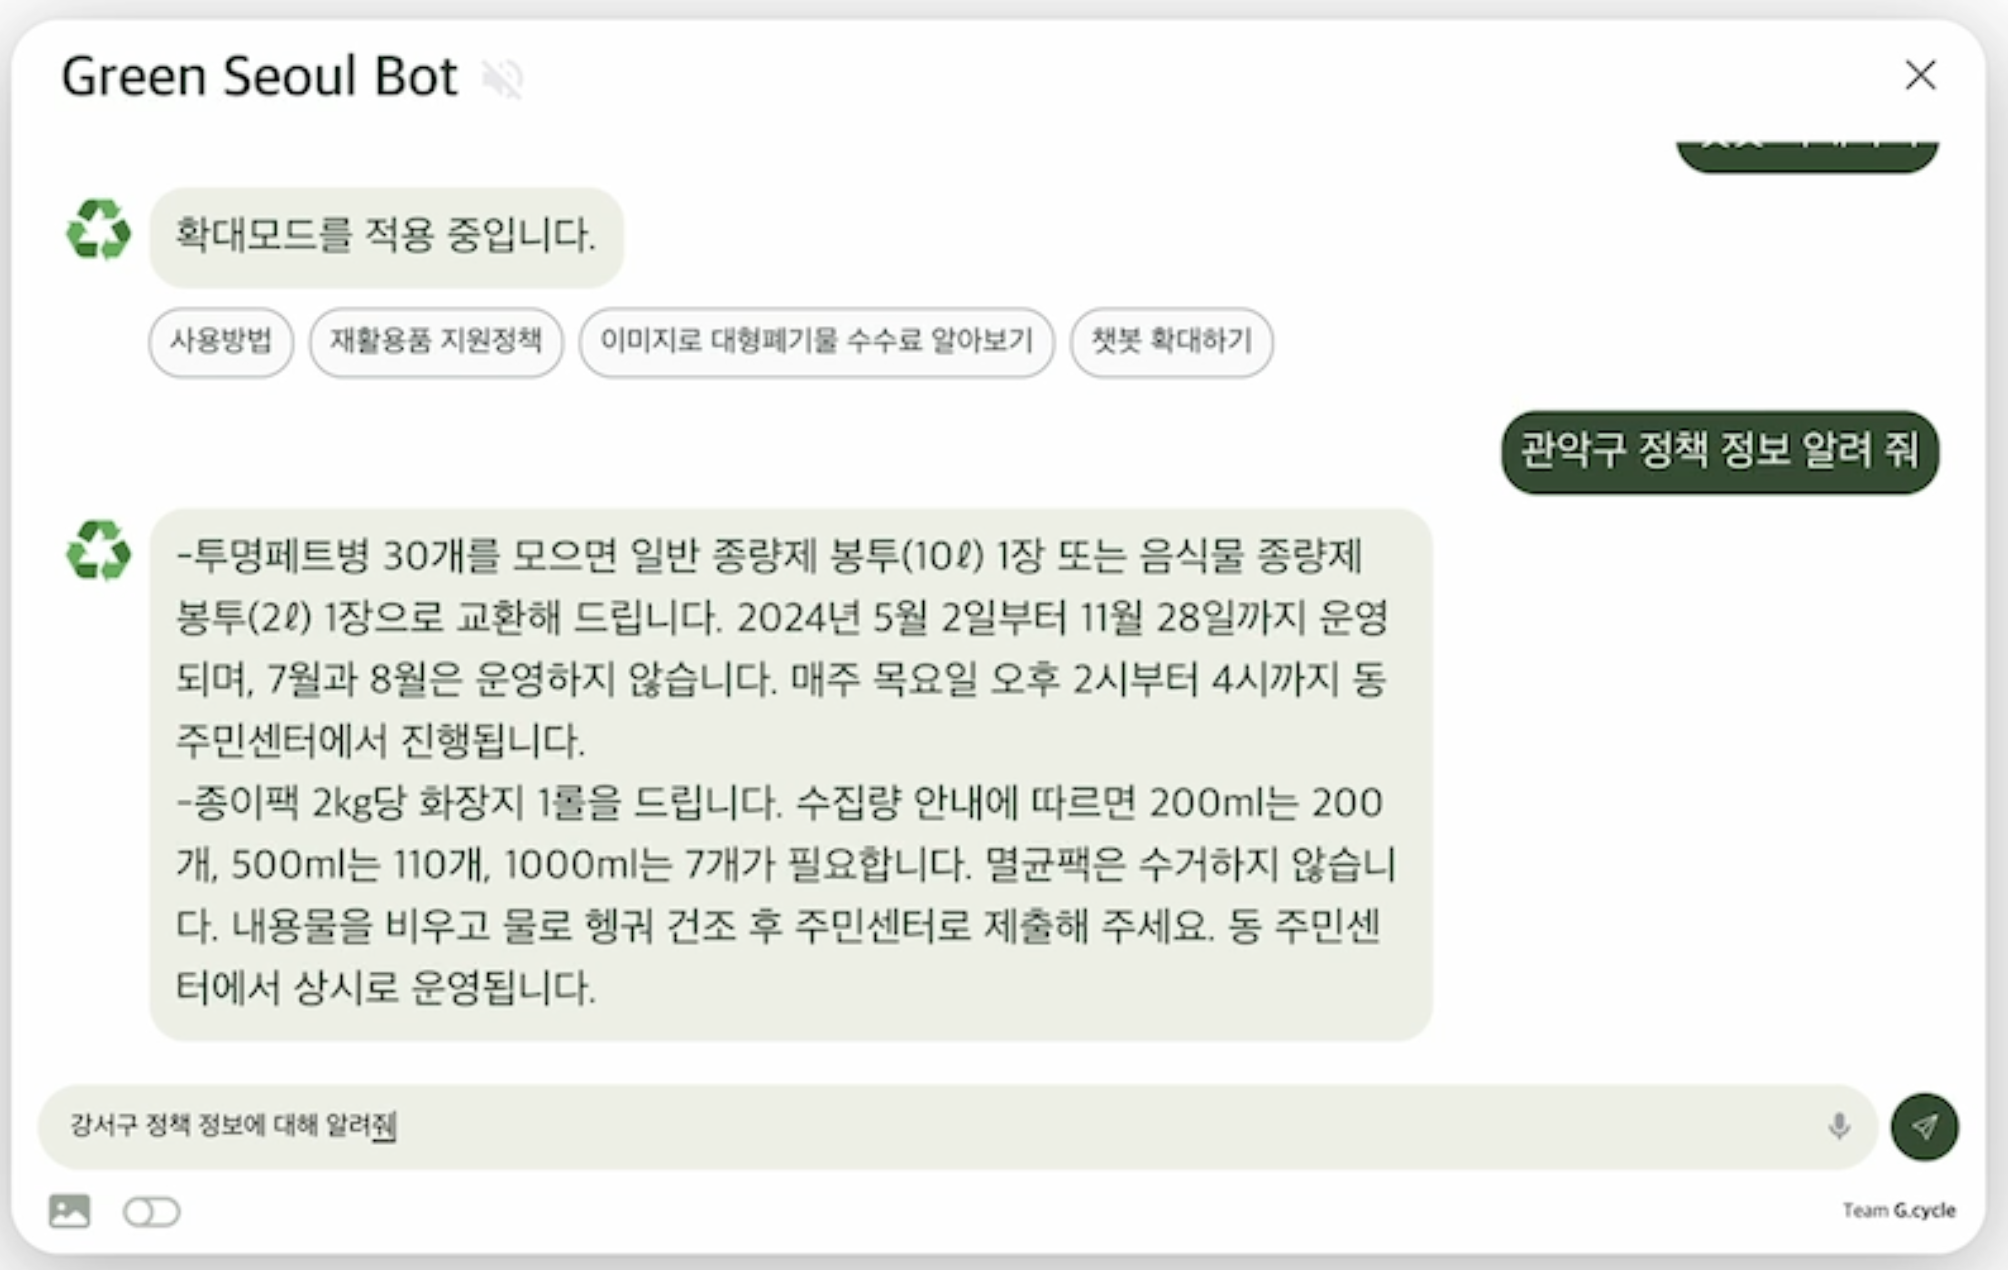 Green Seoul Bot
확대모드를 적용 중입니다.
사용방법
재활용품 지원정책
이미지로 대형폐기물 수수료 알아보기
챗봇 확대하기
관악구 정책 정보 알려 줘
-투명페트병 30개를 모으면 일반 종량제 봉투(10ℓ) 1장 또는 음식물 종량제
봉투(2ℓ) 1장으로 교환해 드립니다. 2024년 5월 2일부터 11월 28일까지 운영
되며, 7월과 8월은 운영하지 않습니다. 매주 목요일 오후 2시부터 4시까지 동
주민센터에서 진행됩니다.
-종이팩 2kg당 화장지 1롤을 드립니다. 수집량 안내에 따르면 200ml는 200
개, 500ml는 110개, 1000ml는 7개가 필요합니다. 멸균팩은 수거하지 않습니
다. 내용물을 비우고 물로 헹궈 건조 후 주민센터로 제출해 주세요. 동 주민센
터에서 상시로 운영됩니다.
강서구 정책 정보에 대해 알려줘
Team G.cycle